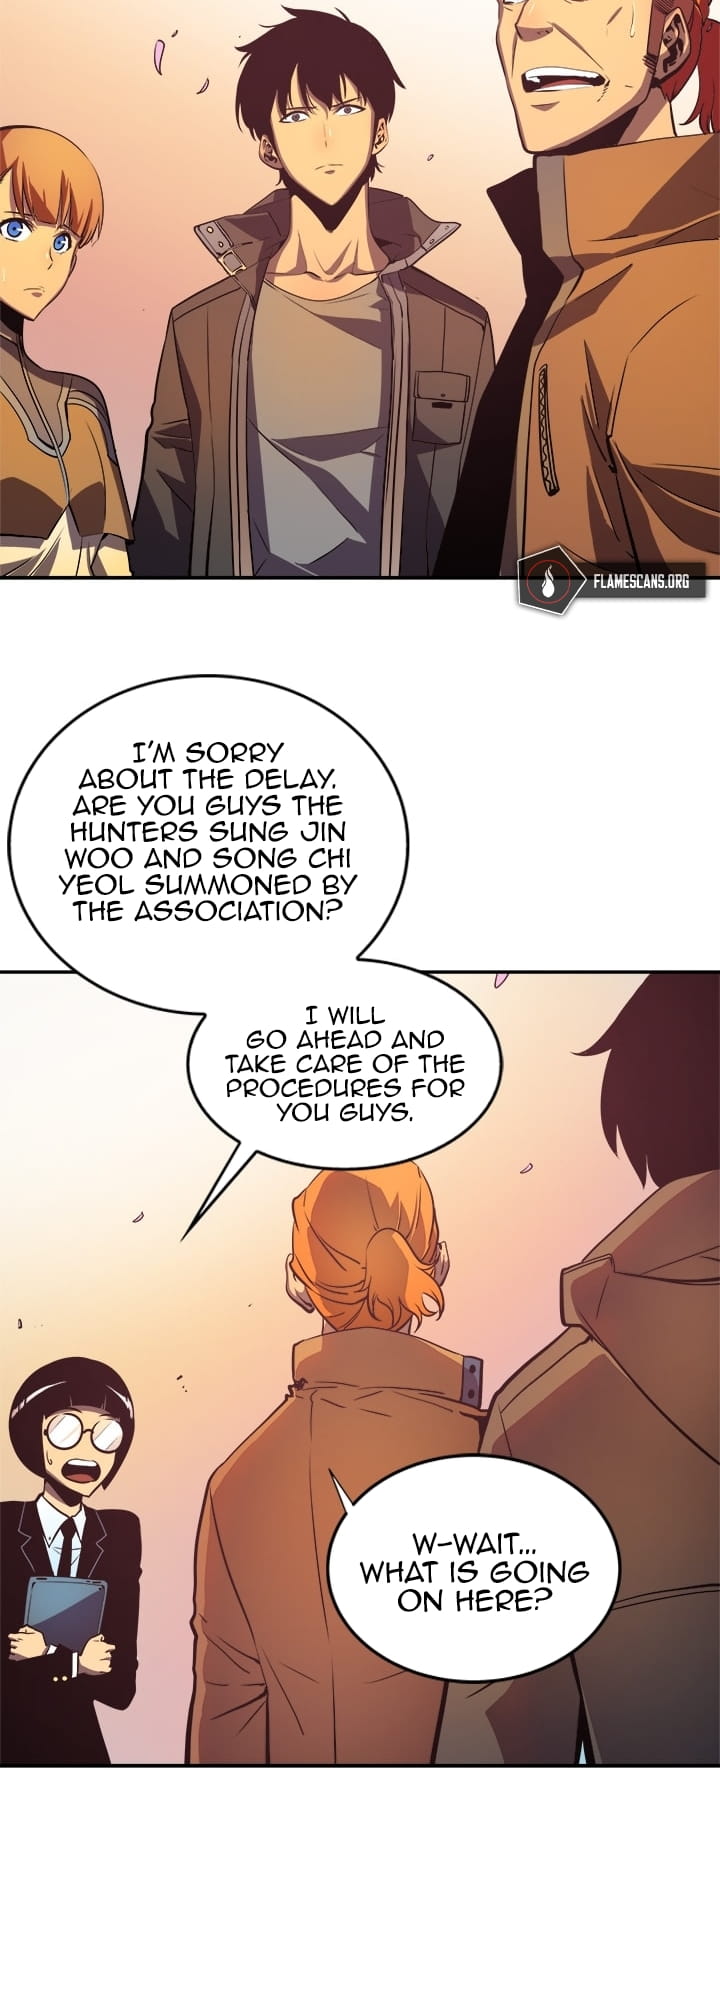 FLAMESCANS.ORG
I'M SORRY
ABOUT THE DELAY.
ARE YOU GUYS THE
HUNTERS SUNG JIN
WOO AND SONG CHI
YEOL SUMMONED BY
THE ASSOCIATION?
I WILL
GO AHEAD AND
TAKE CARE OF THE
PROCEDURES FOR
YOU GUYS.
W-WAIT...
WHAT IS GOING
ON HERE?